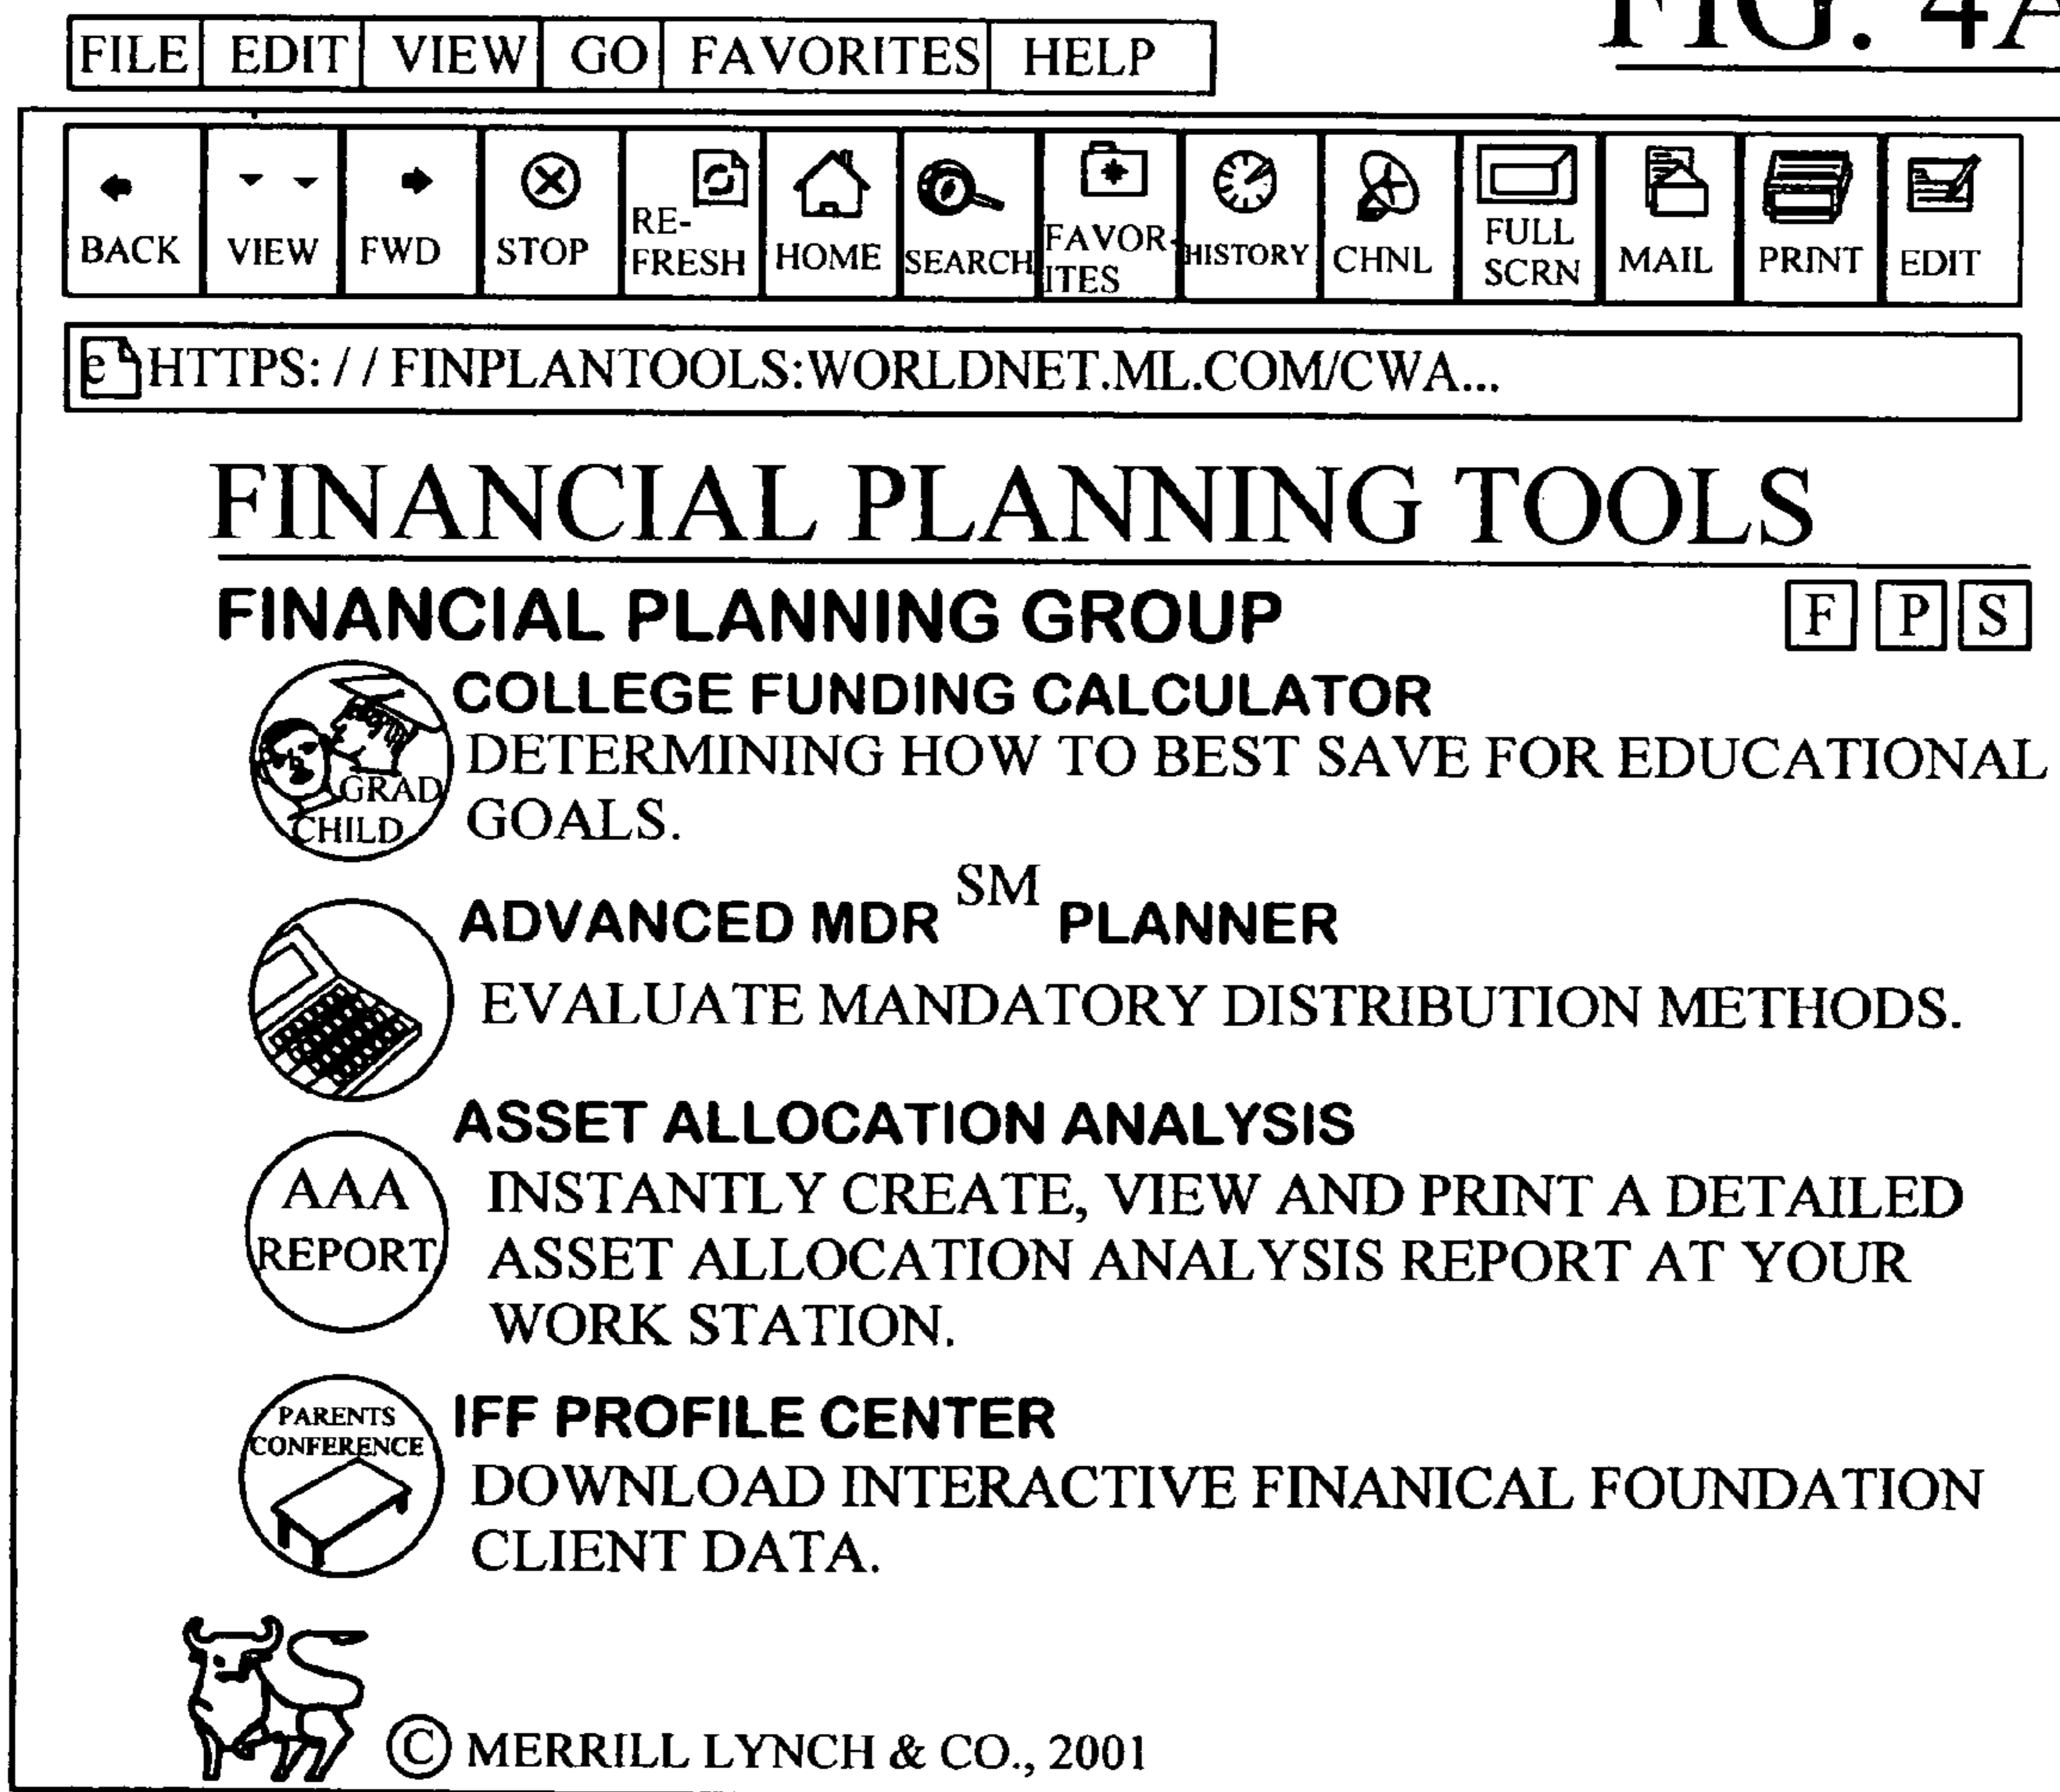 FIG. 4A
FILE EDIT VIEW GO FAVORITES HELP
BACK VIEW FWD STOP RE-FRESH HOME SEARCH FAVOR-ITES HISTORY CHNL FULL SCRN MAIL PRINT EDIT
e HTTPS: / / FINPLANTOOLS:WORLDNET.ML.COM/CWA...
FINANCIAL PLANNING TOOLS
FINANCIAL PLANNING GROUP F P S
COLLEGE FUNDING CALCULATOR
DETERMINING HOW TO BEST SAVE FOR EDUCATIONAL
GOALS.
GRAD
CHILD
ADVANCED MDR SM PLANNER
EVALUATE MANDATORY DISTRIBUTION METHODS.
ASSET ALLOCATION ANALYSIS
AAA
REPORT
INSTANTLY CREATE, VIEW AND PRINT A DETAILED
ASSET ALLOCATION ANALYSIS REPORT AT YOUR
WORK STATION.
PARENTS
CONFERENCE
IFF PROFILE CENTER
DOWNLOAD INTERACTIVE FINANICAL FOUNDATION
CLIENT DATA.
© MERRILL LYNCH & CO., 2001